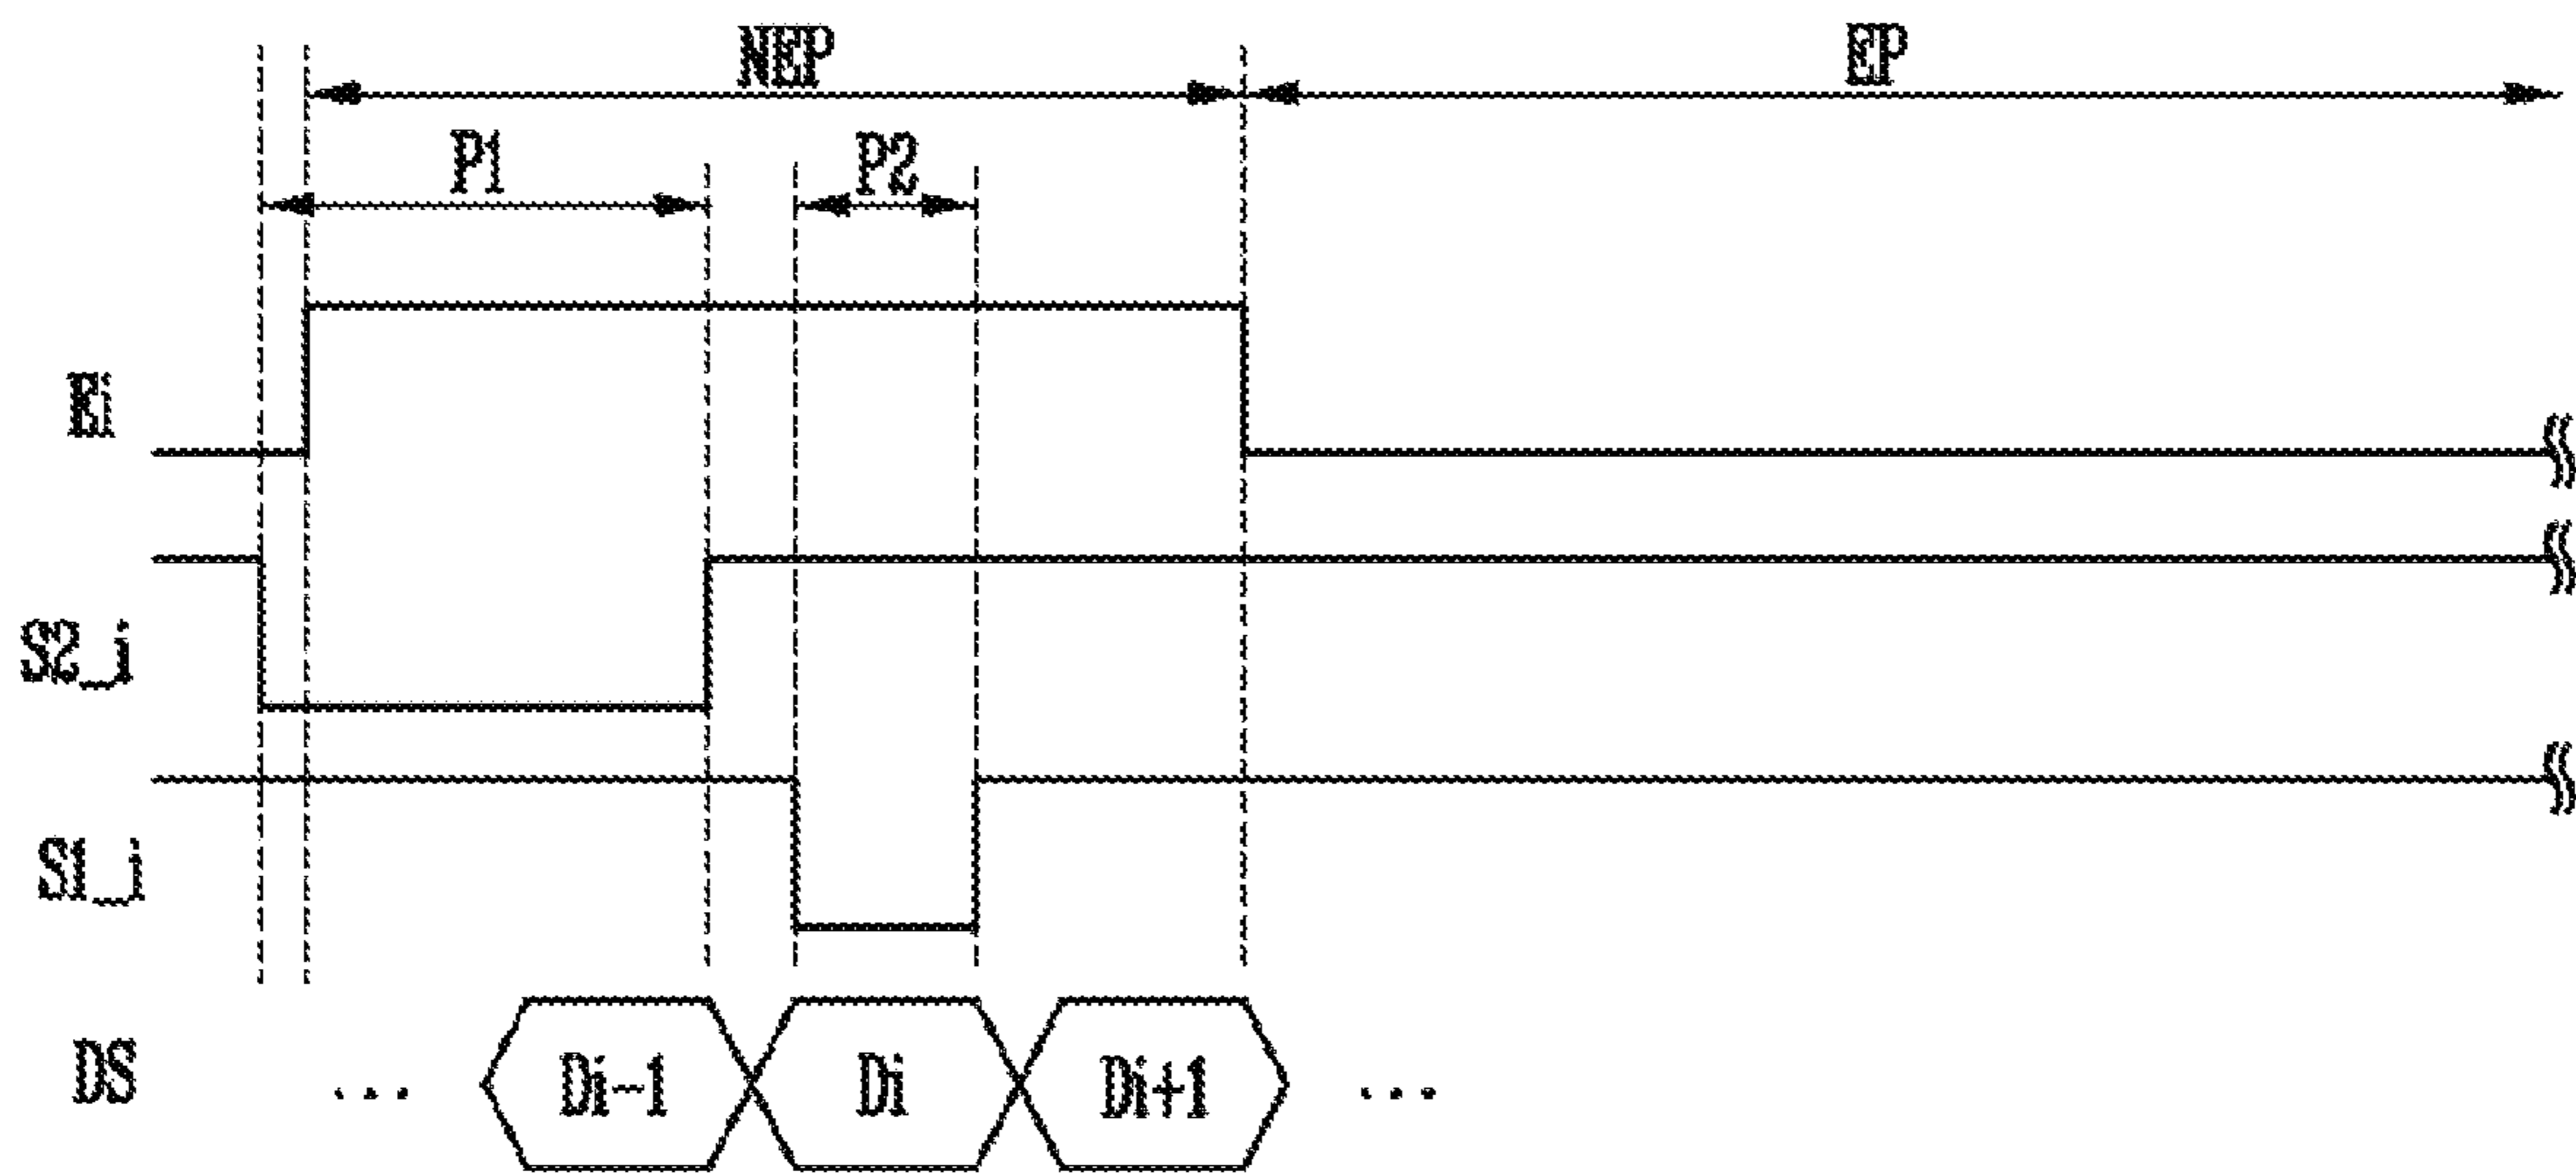 NEP EP
P1 P2
Ei
S2_i
S1_i
DS ... Di-1 Di Di+1 ...